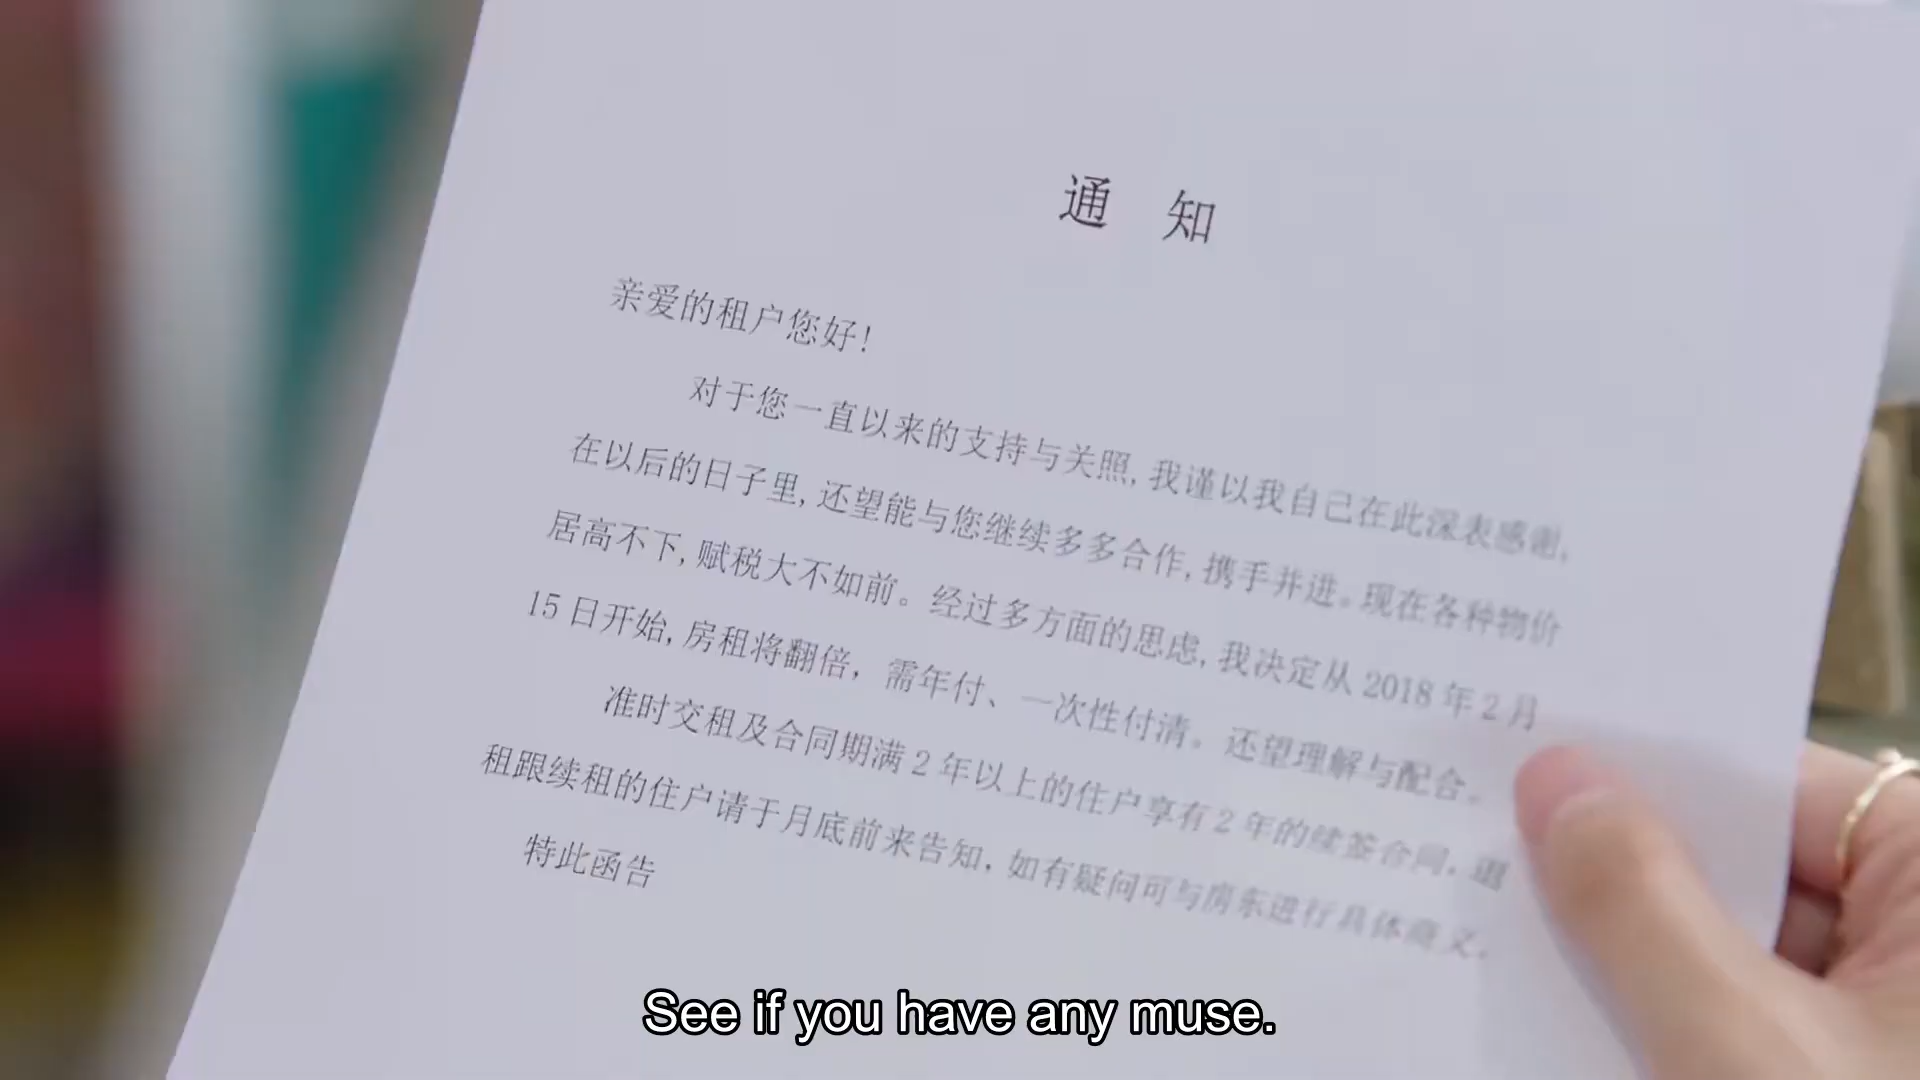 通 知
亲爱的租户您好!
对于您一直以来的支持与关照,我谨以我自己在此深表感谢,
在以后的日子里,还望能与您继续多多合作,携手并进。现在各种物价
居高不下,赋税大不如前。经过多方面的思虑,我决定从2018年2月
15日开始,房租将翻倍,需年付、一次性付清。还望理解与配合。
准时交租及合同期满2年以上的住户享有2年的续签合同,退
租跟续租的住户请于月底前来告知,如有疑问可与房东进行具体商义。
特此函告
See if you have any muse.